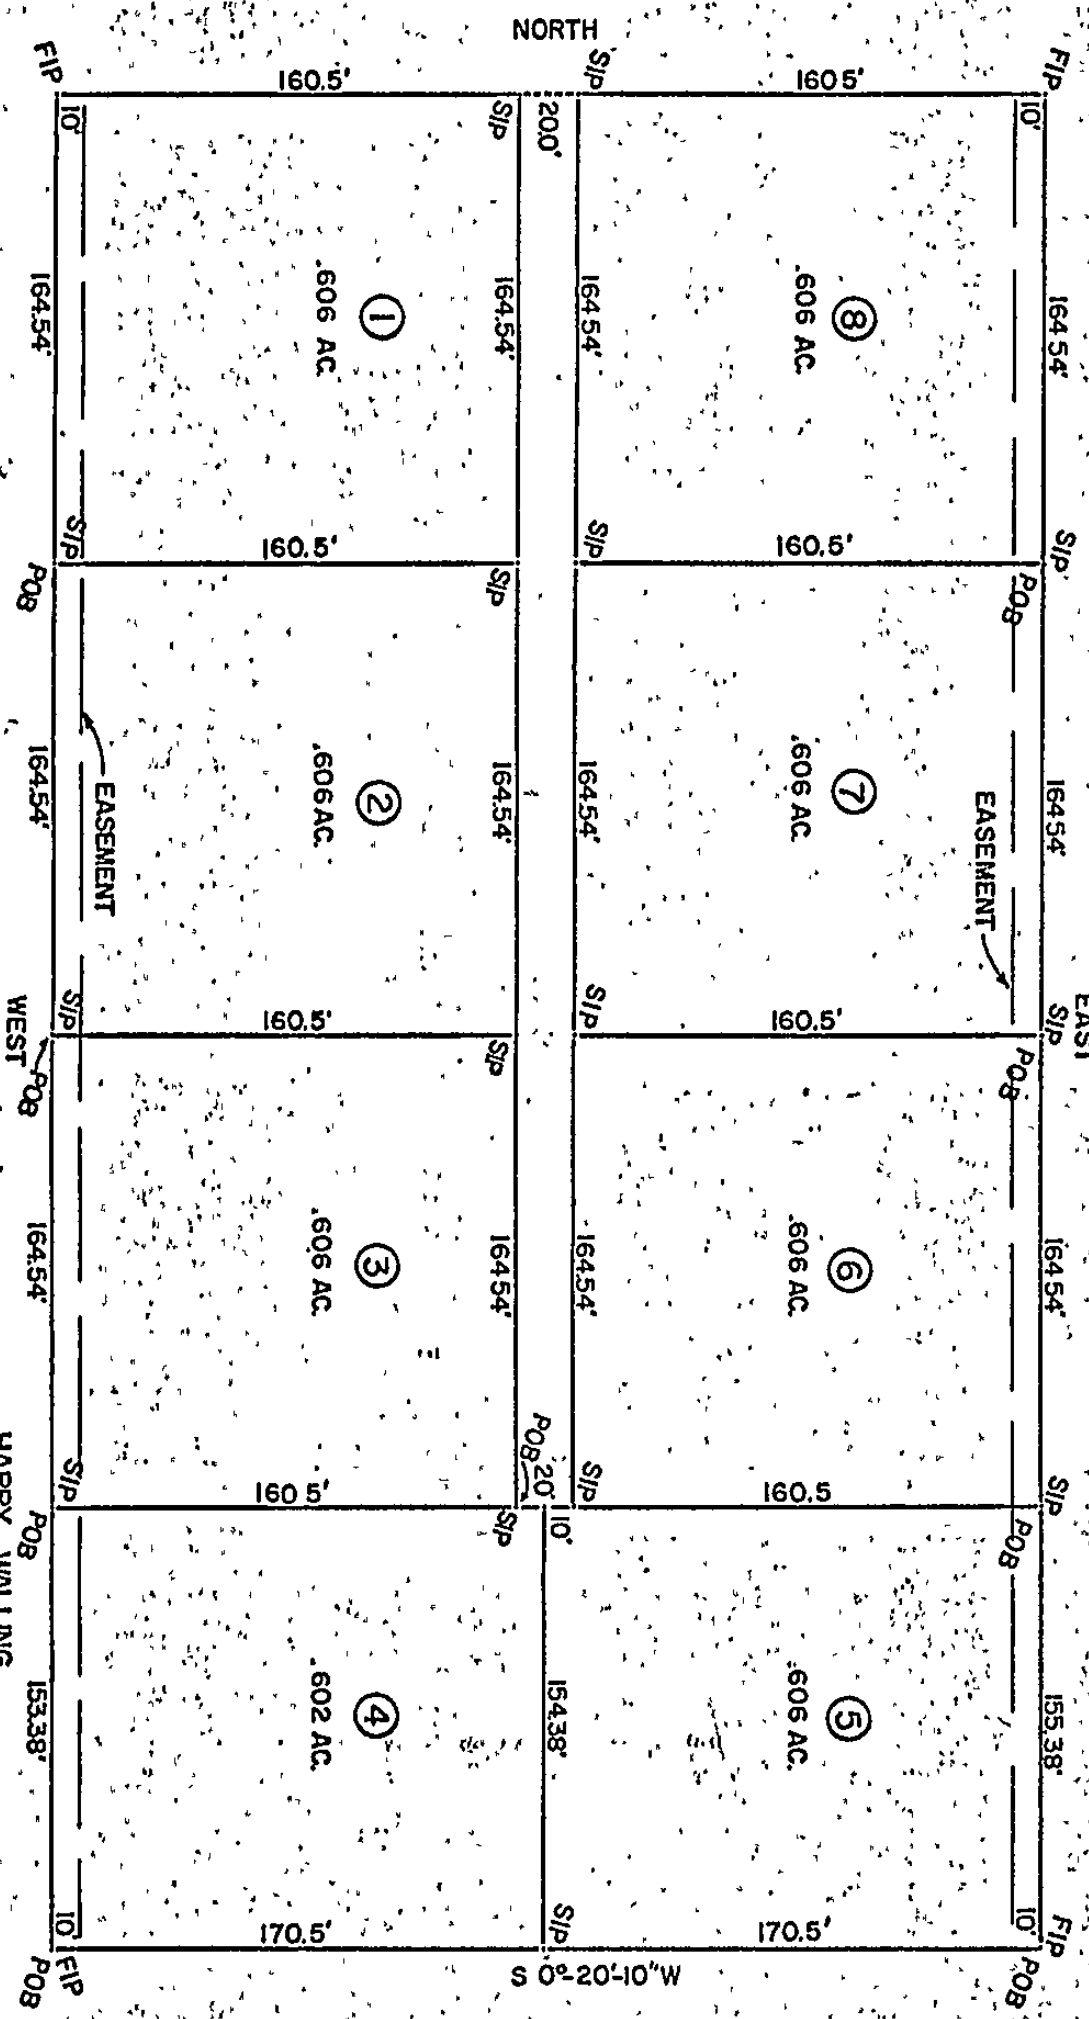 NORTH
FIP
160.5'
SIP
160 5'
FIP
10'
SIP
20.0'
10'
164.54'
.606 AC.
1
164.54'
164 54'
.606 AC.
8
164 54'
SIP
160.5'
SIP
160.5'
SIP
POB
SIP
POB
164.54'
EASEMENT
.606 AC.
2
164.54'
164.54'
.606 AC.
7
EASEMENT
164 54'
EAST
SIP
160.5'
SIP
160.5'
SIP
WEST
POB
SIP
POB
164.54'
.606 AC.
3
164 54'
164.54'
.606 AC.
6
164 54'
SIP
160 5'
POB
20'
SIP
160.5
SIP
POB
SIP
10'
POB
HARRY WALLING
153.38'
.602 AC.
4
154.38'
.606 AC.
5
155.38'
10'
170.5'
SIP
170.5'
10'
FIP
POB
FIP
S 0°-20'-10"W
POB